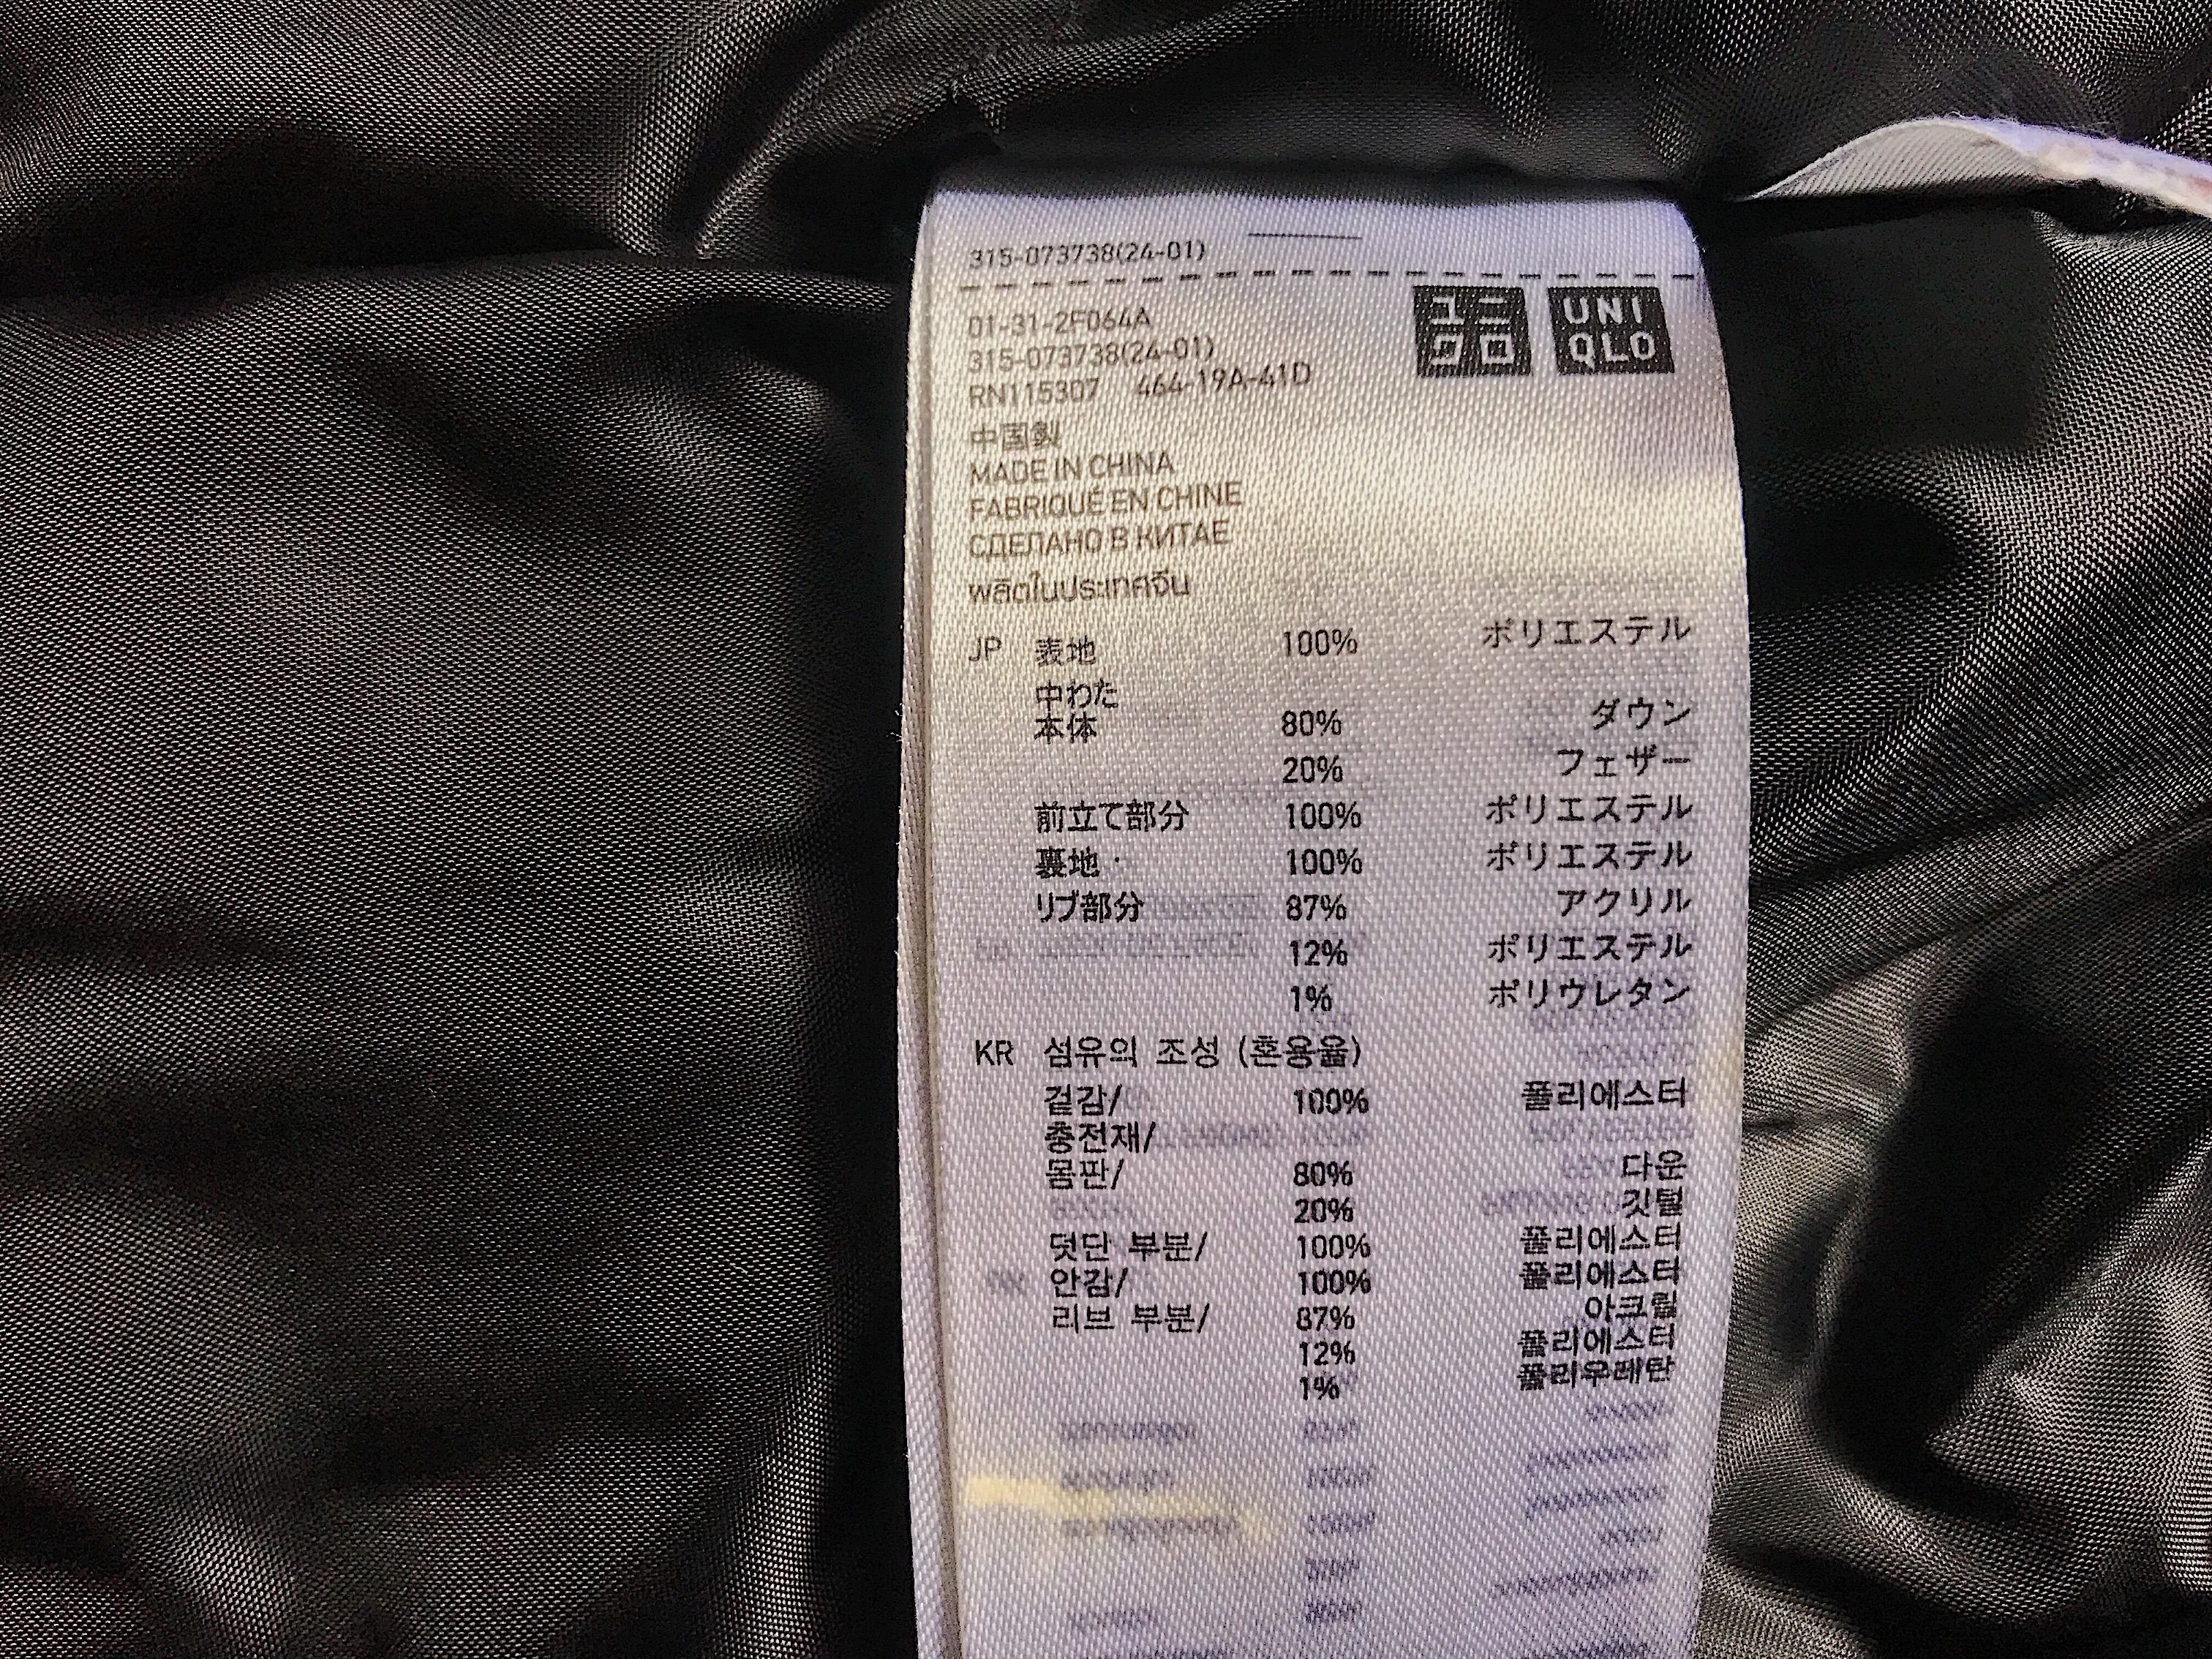 315-073738(24-01)
ユニ
クロ
UNI
QLO
01-31-2F064A
315-073738(24-01)
RN115307 464-19A-41D
中国製
MADE IN CHINA
FABRIQUÉ EN CHINE
СДЕЛАНО В КИТАЕ
ผลิตในประเทศจีน
JP 表地 100% ポリエステル
中わた
本体 80% ダウン
20% フェザー
前立て部分 100% ポリエステル
裏地 100% ポリエステル
リブ部分 87% アクリル
12% ポリエステル
1% ポリウレタン
KR 섬유의 조성 (혼용율)
겉감/ 100% 폴리에스터
충전재/
몸판/ 80% 다운
20% 깃털
덧단 부분/ 100% 폴리에스터
안감/ 100% 폴리에스터
리브 부분/ 87% 아크릴
12% 폴리에스터
1% 폴리우레탄